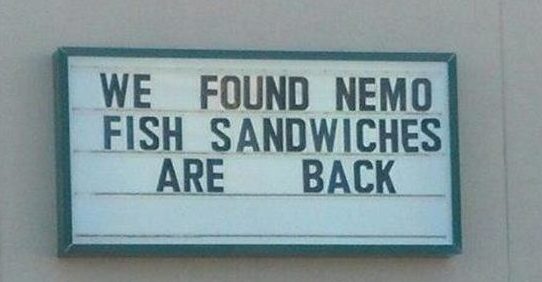 WE FOUND NEMO
FISH SANDWICHES
ARE BACK